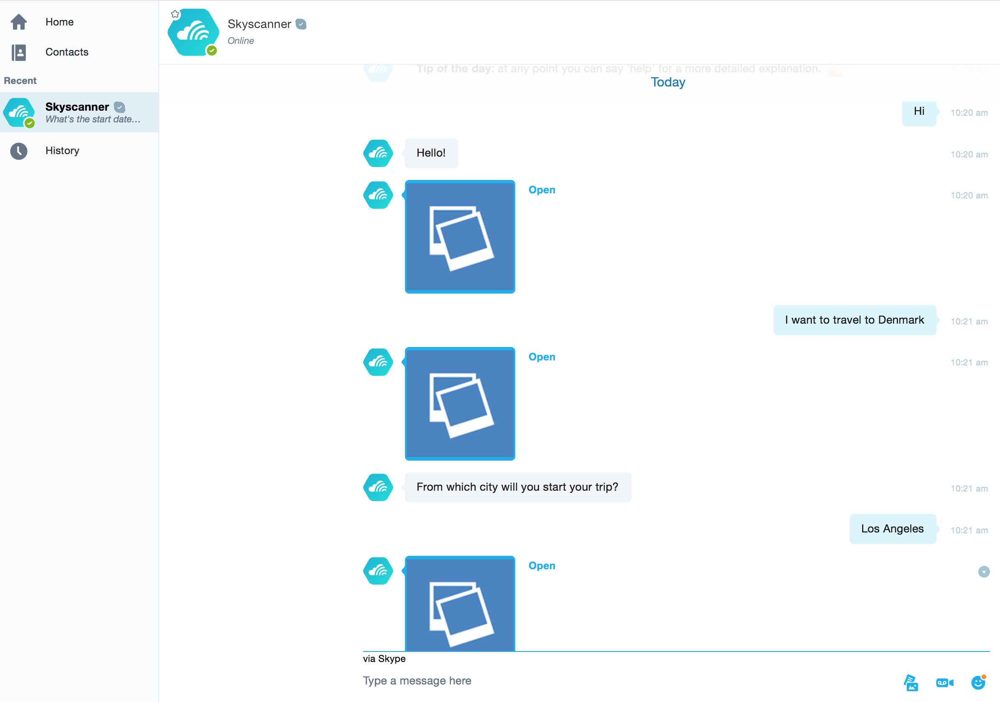 Home
Contacts
Recent
Skyscanner
What's the start date...
History
Skyscanner
Online
Tip of the day: at any point you can say 'help' for a more detailed explanation.
10:19 am
Today
Hi
10:20 am
Hello!
10:20 am
Open
10:20 am
I want to travel to Denmark
10:21 am
Open
10:21 am
From which city will you start your trip?
10:21 am
Los Angeles
10:21 am
Open
via Skype
Type a message here